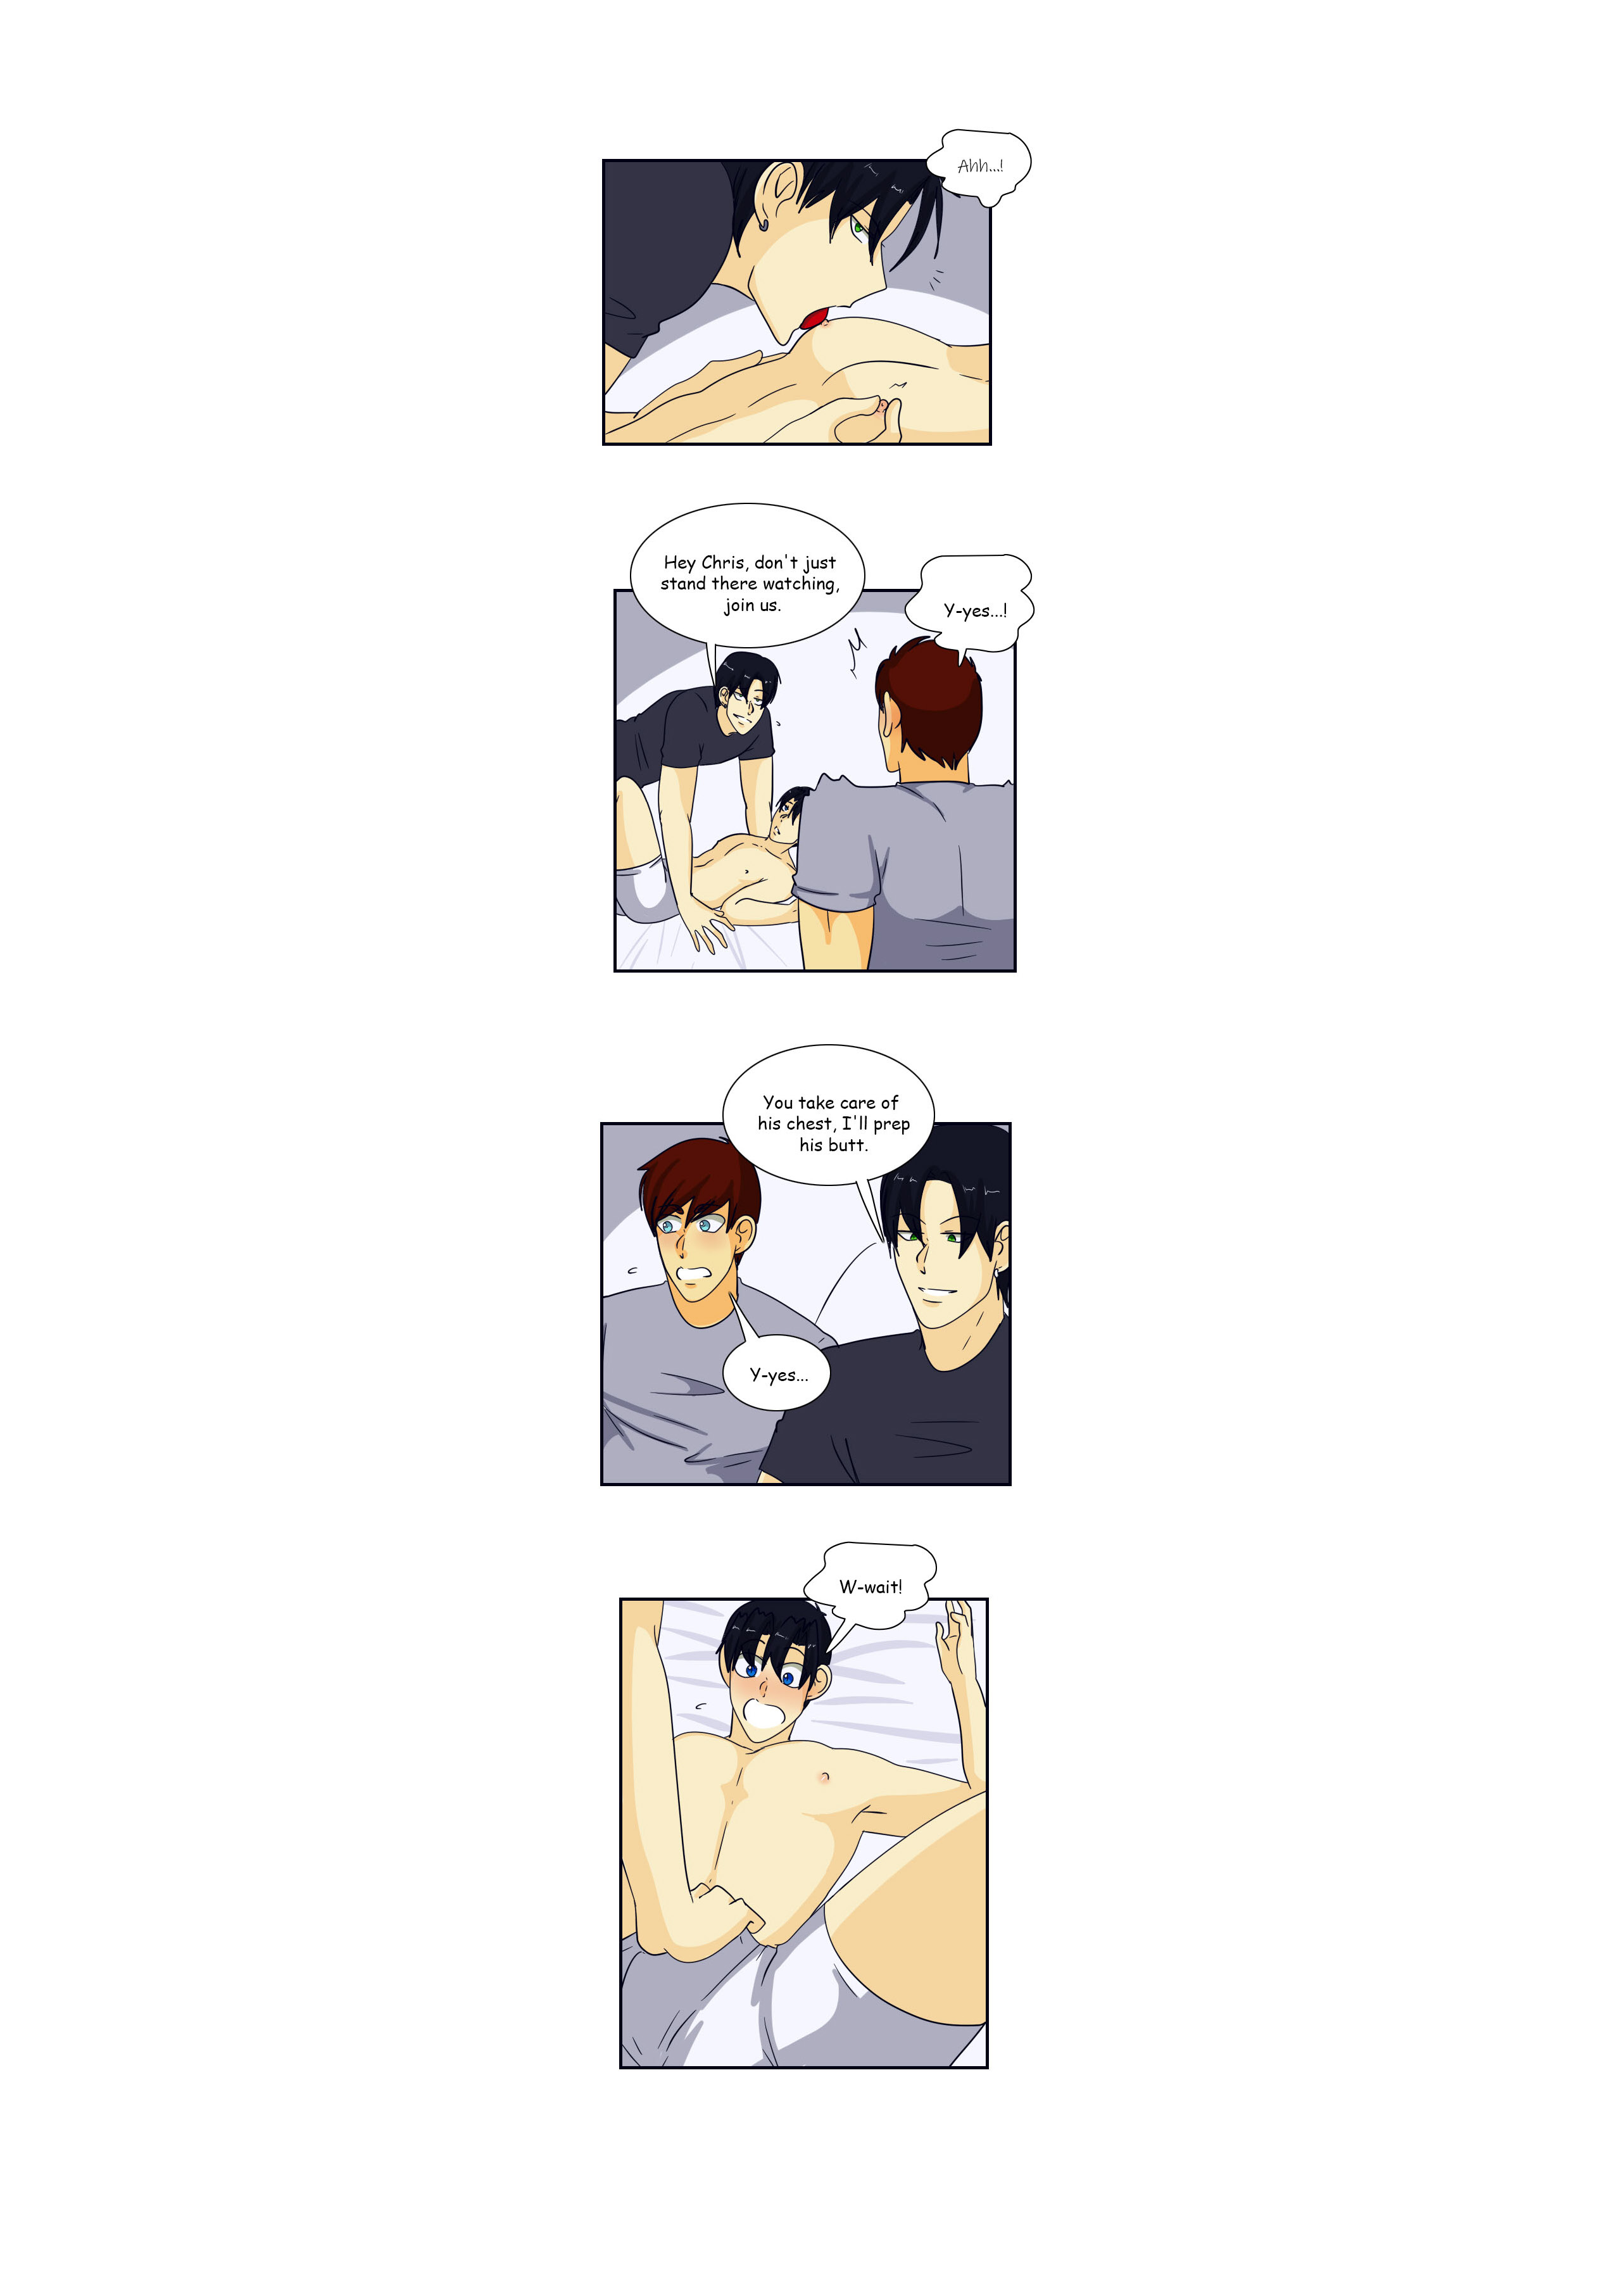 Ahh...!
Hey Chris, don't just
stand there watching,
join us.
Y-yes...!
You take care of
his chest, I'll prep
his butt.
Y-yes...
W-wait!